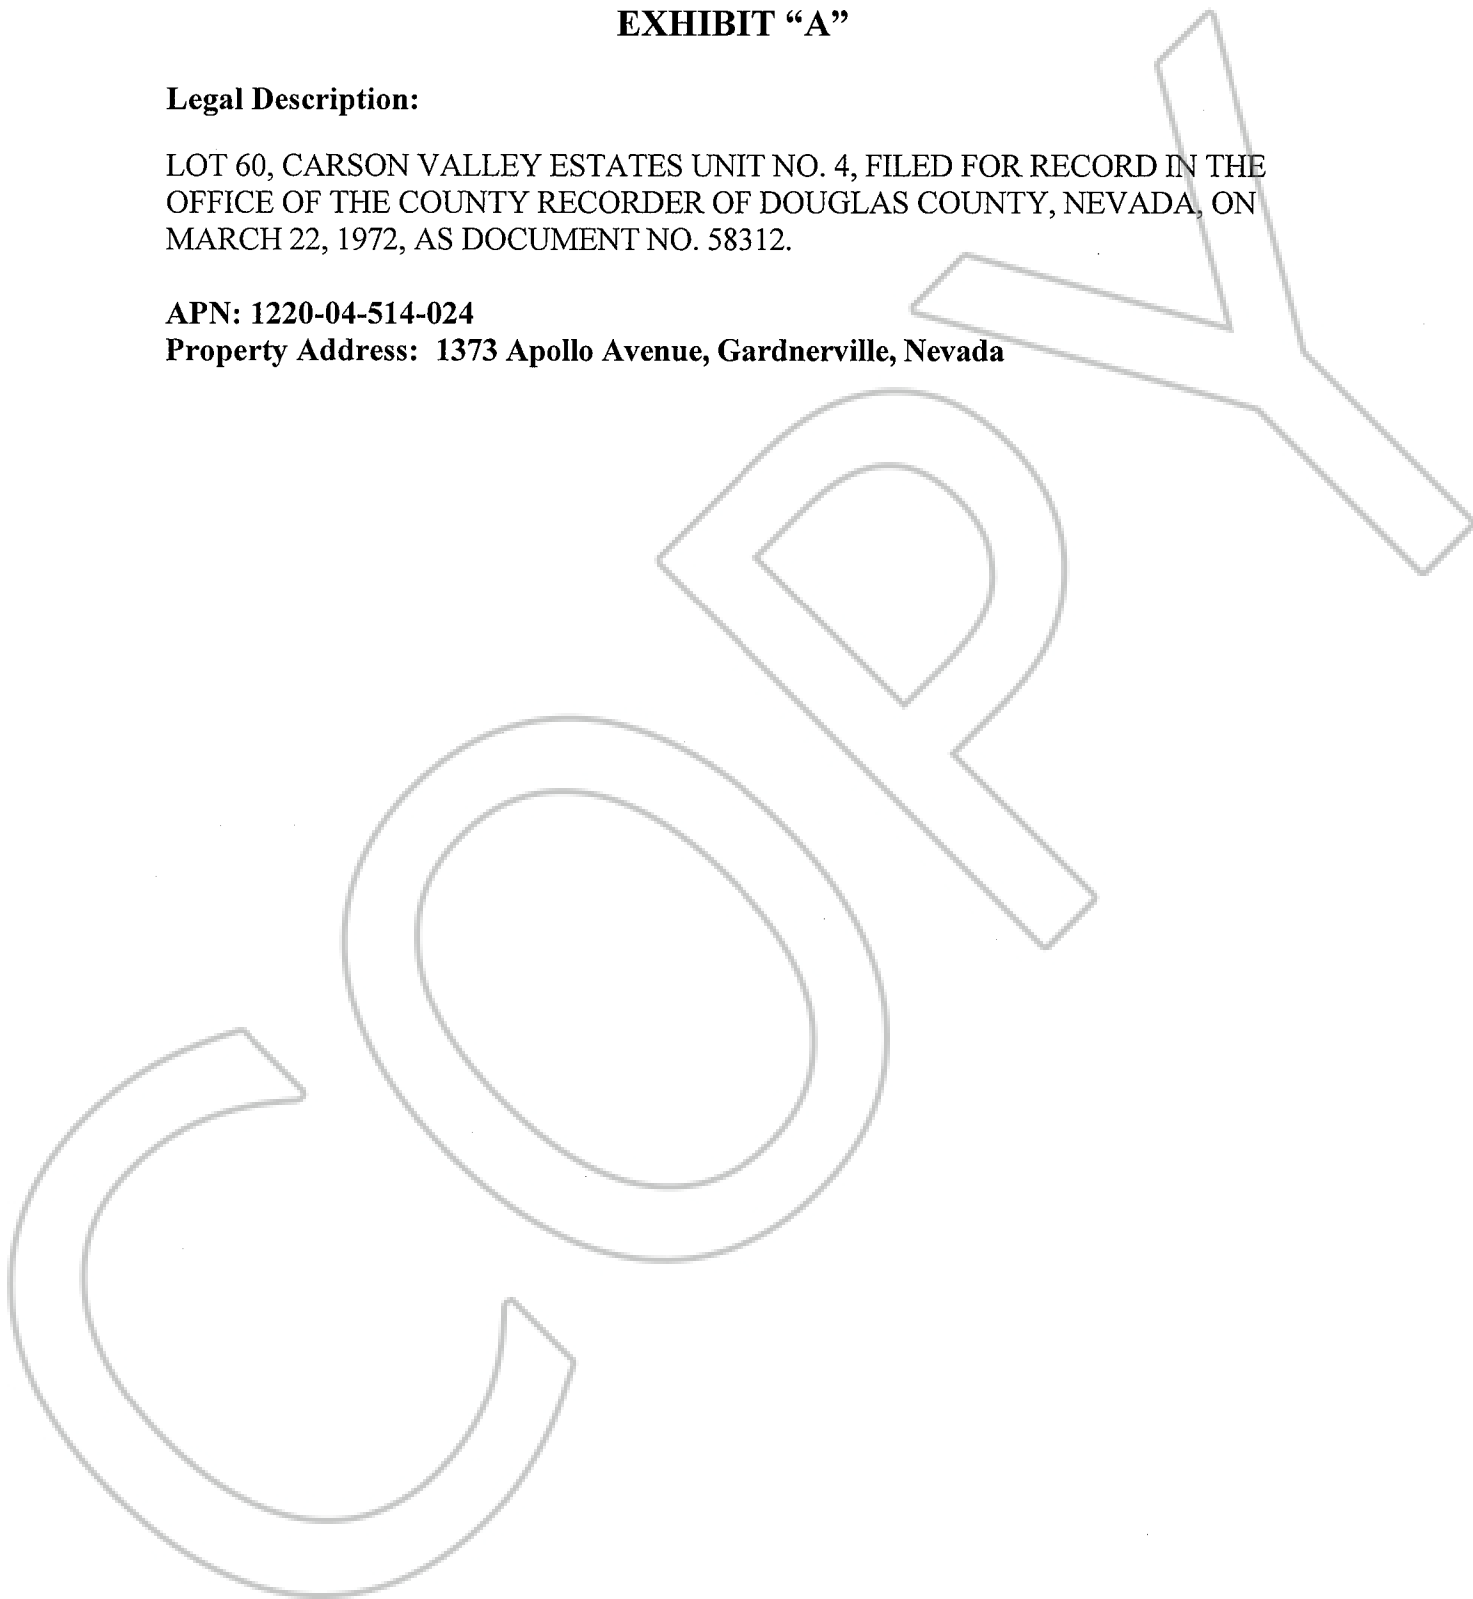 EXHIBIT “A”
Legal Description:
LOT 60, CARSON VALLEY ESTATES UNIT NO. 4, FILED FOR RECORD IN THE
OFFICE OF THE COUNTY RECORDER OF DOUGLAS COUNTY, NEVADA, ON
MARCH 22, 1972, AS DOCUMENT NO. 58312.
APN: 1220-04-514-024
Property Address: 1373 Apollo Avenue, Gardnerville, Nevada
COPY